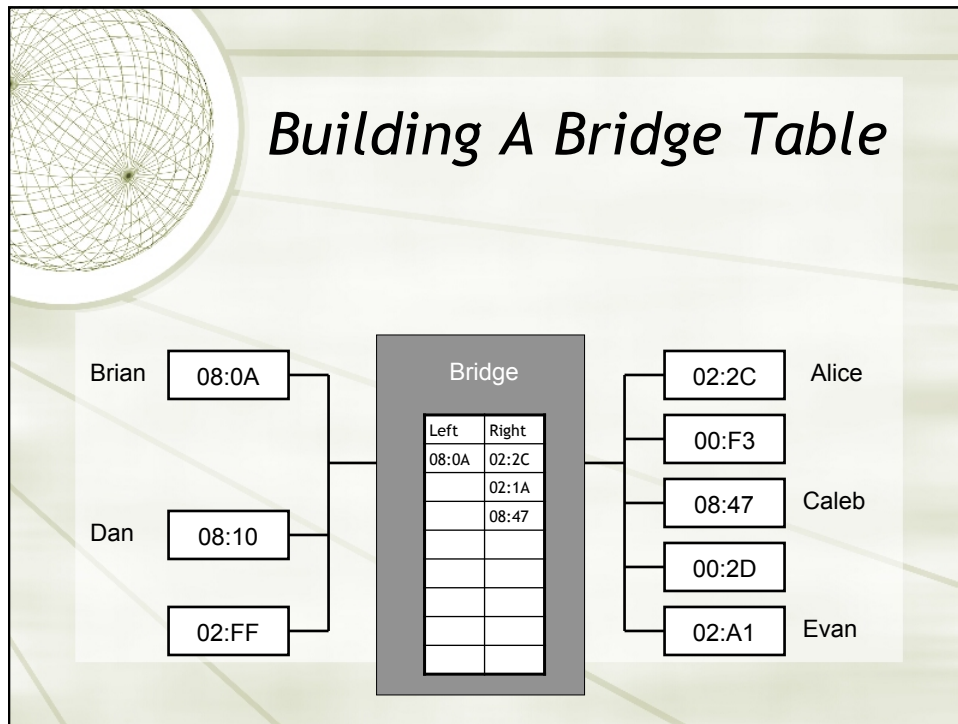 Building A Bridge Table
Brian 08:0A
Dan 08:10
02:FF
Bridge
Left Right
08:0A 02:2C
02:1A
08:47
02:2C Alice
00:F3
08:47 Caleb
00:2D
02:A1 Evan